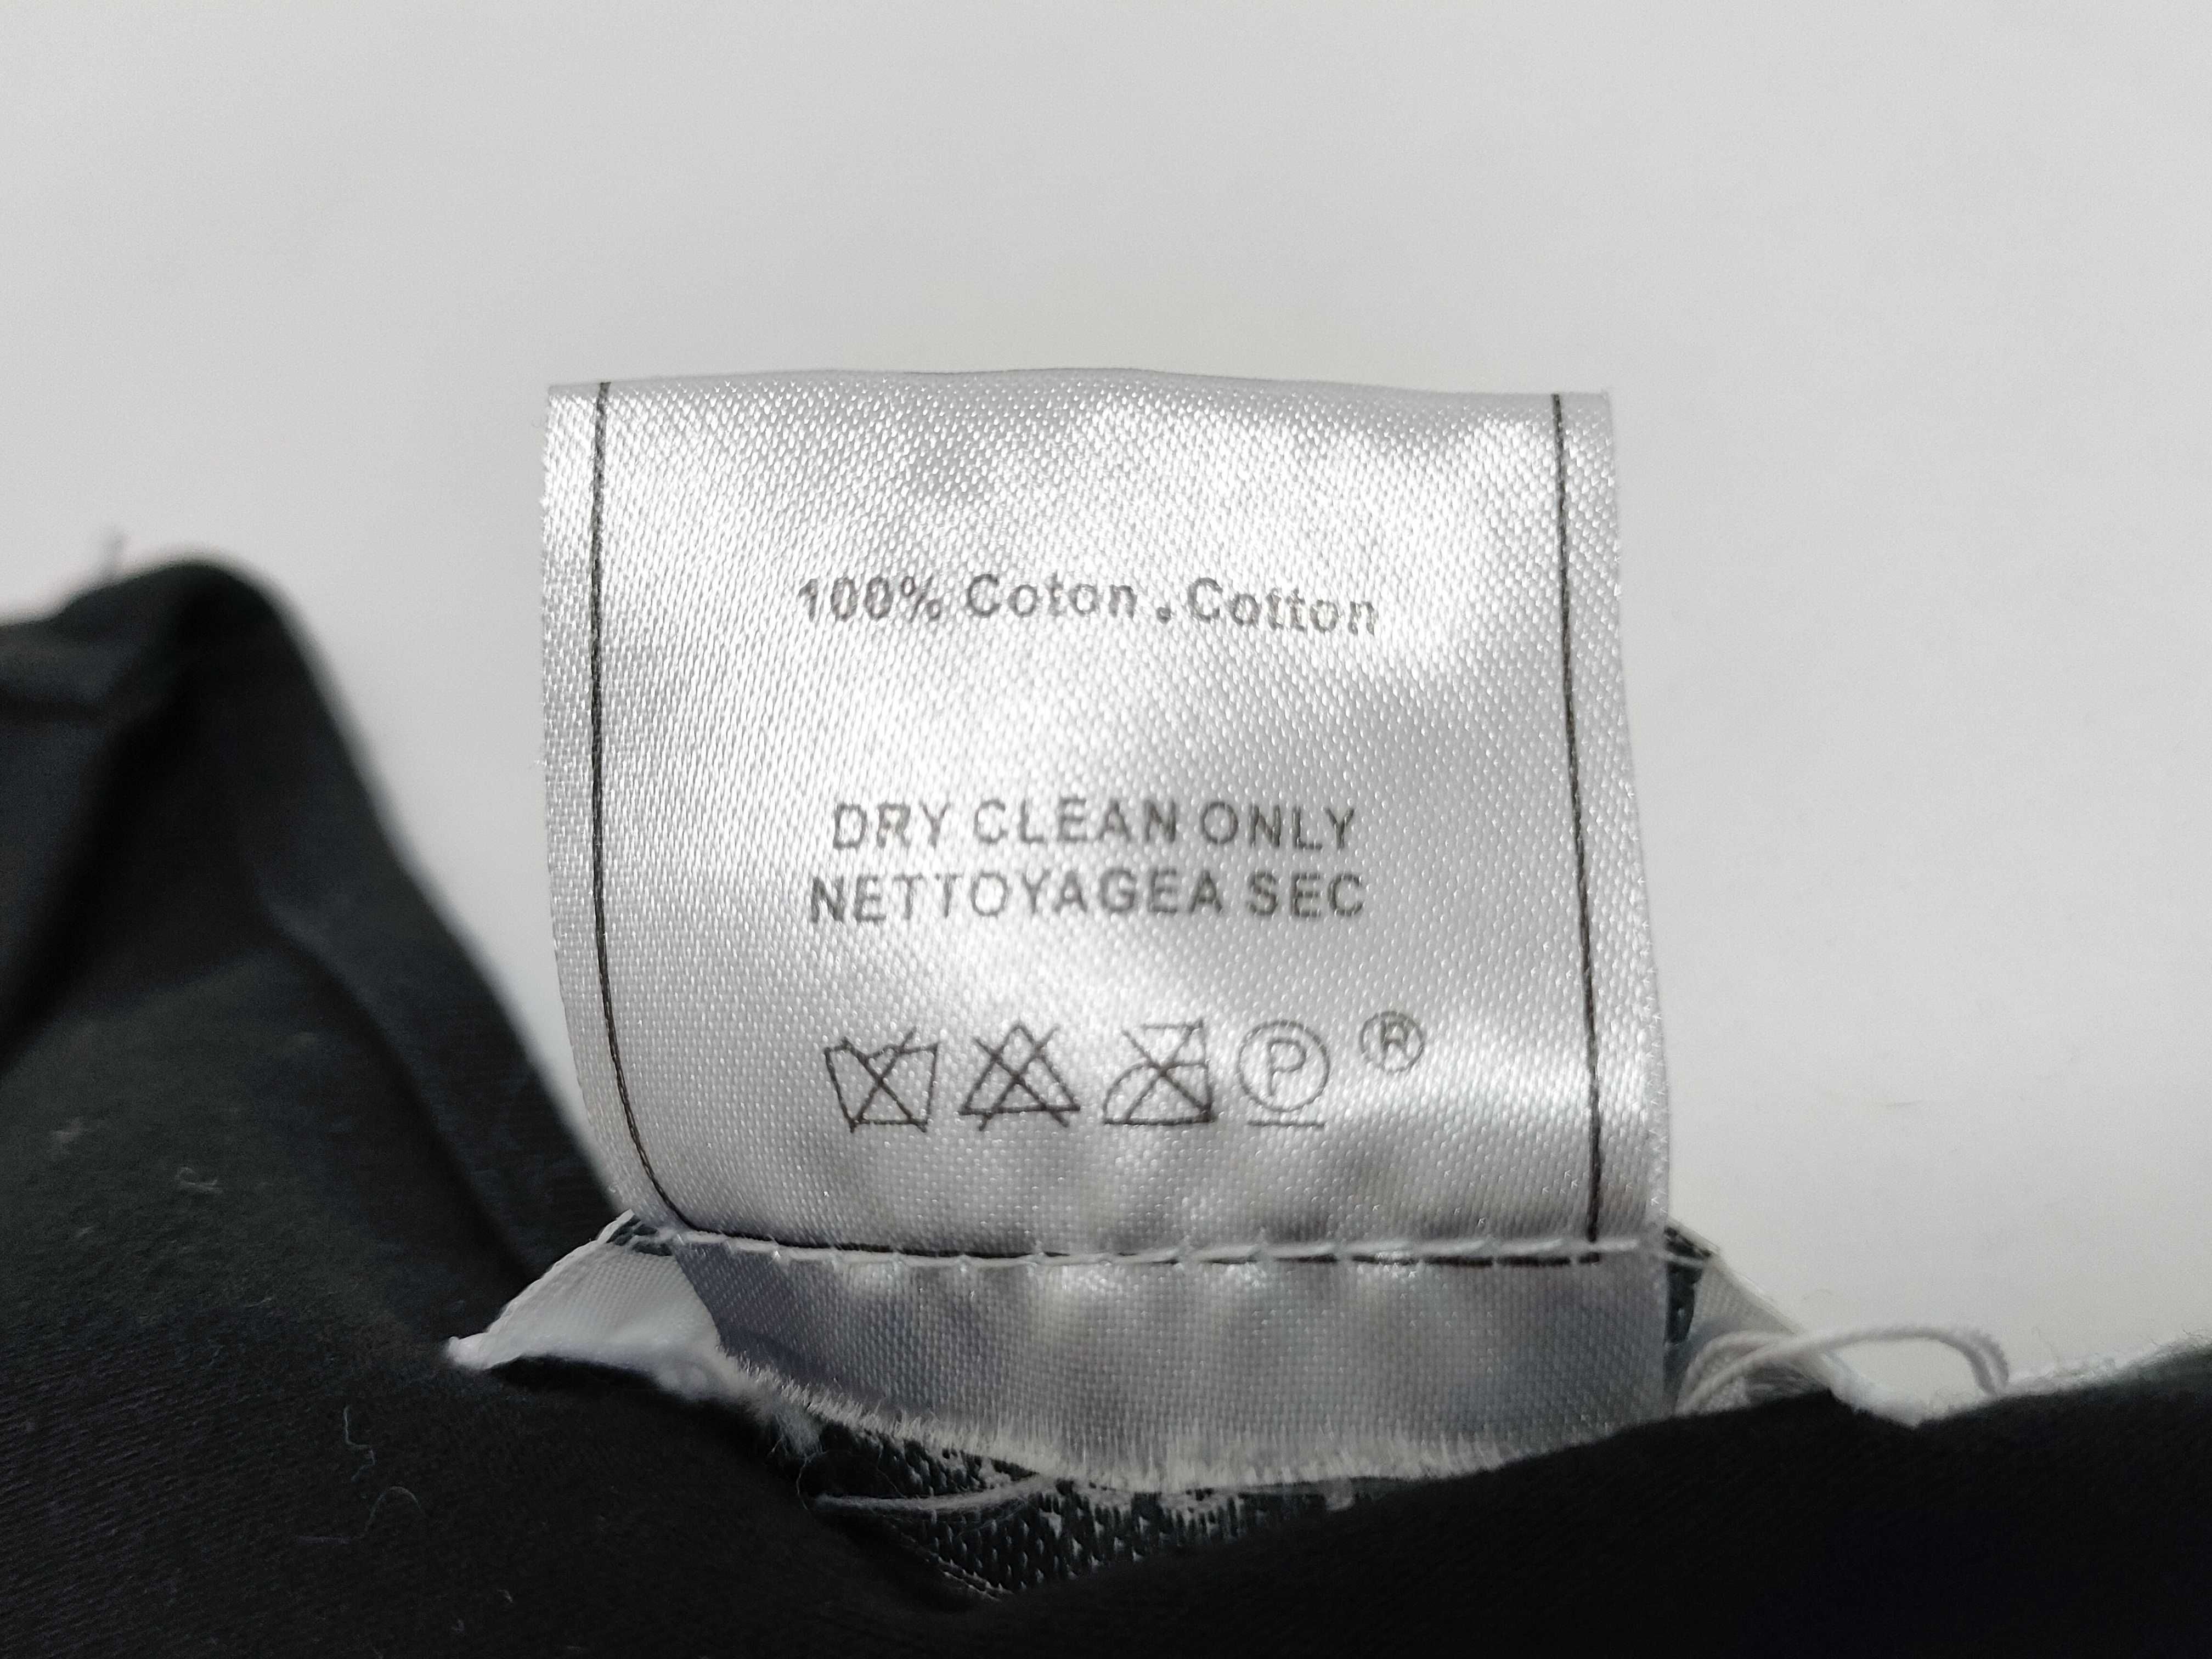 100% Coton . Cotton
DRY CLEAN ONLY
NETTOYAGEA SEC
P ®